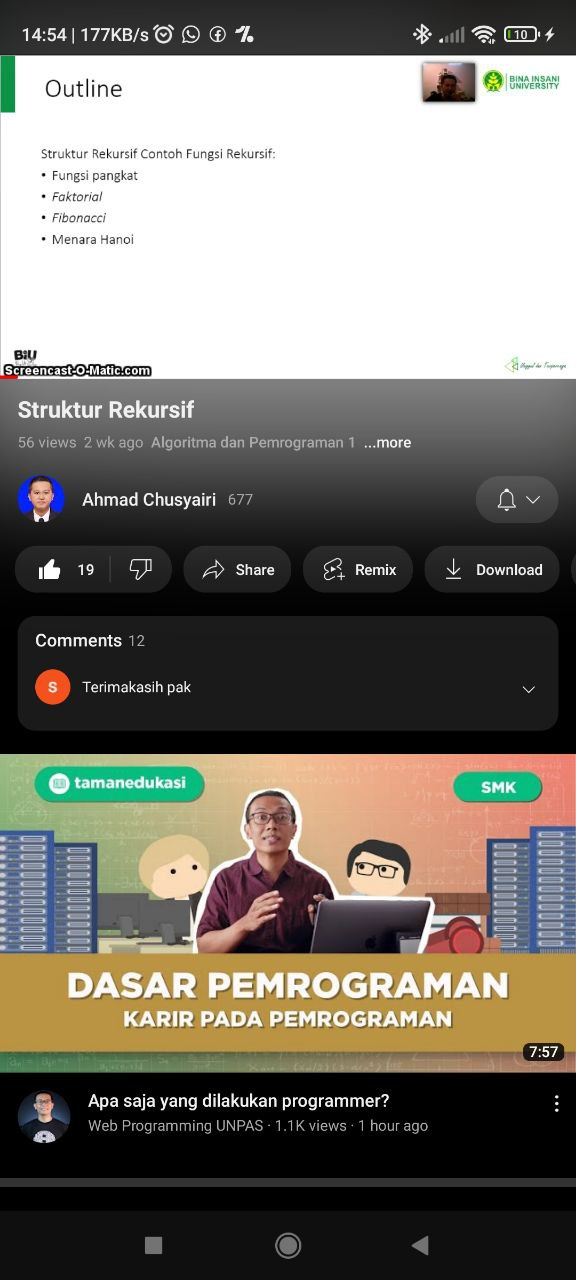 14:54 | 177KB/s
10
Outline
BINA INSANI
UNIVERSITY
Struktur Rekursif Contoh Fungsi Rekursif:
• Fungsi pangkat
• Faktorial
• Fibonacci
• Menara Hanoi
BiU
Screencast-O-Matic.com
Struktur Rekursif
56 views 2 wk ago Algoritma dan Pemrograman 1 ...more
Ahmad Chusyairi 677
19
Share
Remix
Download
Comments 12
S
Terimakasih pak
tamanedukasi
SMK
DASAR PEMROGRAMAN
KARIR PADA PEMROGRAMAN
7:57
Apa saja yang dilakukan programmer?
Web Programming UNPAS · 1.1K views · 1 hour ago